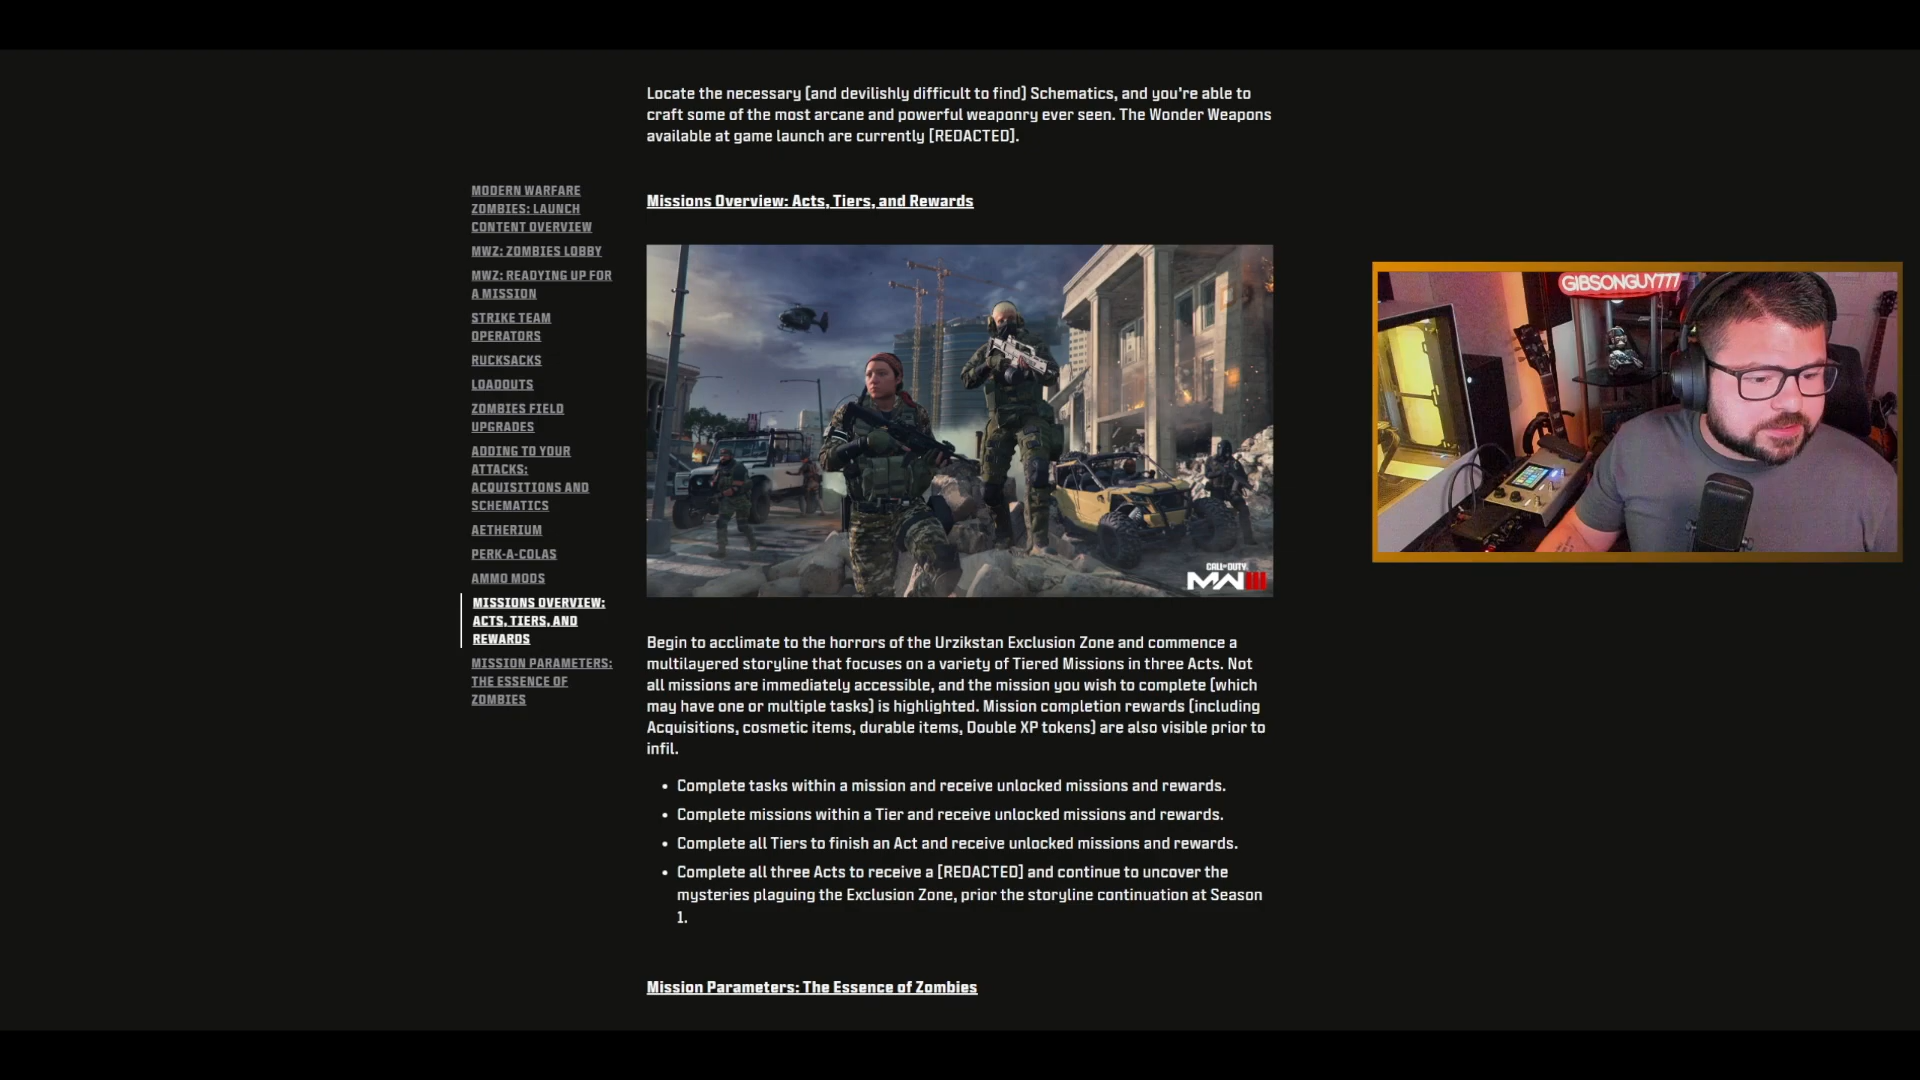 Locate the necessary (and devilishly difficult to find) Schematics, and you're able to
craft some of the most arcane and powerful weaponry ever seen. The Wonder Weapons
available at game launch are currently [REDACTED].
MODERN WARFARE
ZOMBIES: LAUNCH
CONTENT OVERVIEW
MWZ: ZOMBIES LOBBY
MWZ: READYING UP FOR
A MISSION
STRIKE TEAM
OPERATORS
RUCKSACKS
LOADOUTS
ZOMBIES FIELD
UPGRADES
ADDING TO YOUR
ATTACKS:
ACQUISITIONS AND
SCHEMATICS
AETHERIUM
PERK-A-COLAS
AMMO MODS
MISSIONS OVERVIEW:
ACTS, TIERS, AND
REWARDS
MISSION PARAMETERS:
THE ESSENCE OF
ZOMBIES
Missions Overview: Acts, Tiers, and Rewards
CALL OF DUTY
MWIII
GIBSONGUY777
Begin to acclimate to the horrors of the Urzikstan Exclusion Zone and commence a
multilayered storyline that focuses on a variety of Tiered Missions in three Acts. Not
all missions are immediately accessible, and the mission you wish to complete (which
may have one or multiple tasks) is highlighted. Mission completion rewards (including
Acquisitions, cosmetic items, durable items, Double XP tokens) are also visible prior to
infil.
• Complete tasks within a mission and receive unlocked missions and rewards.
• Complete missions within a Tier and receive unlocked missions and rewards.
• Complete all Tiers to finish an Act and receive unlocked missions and rewards.
• Complete all three Acts to receive a [REDACTED] and continue to uncover the
mysteries plaguing the Exclusion Zone, prior the storyline continuation at Season
1.
Mission Parameters: The Essence of Zombies